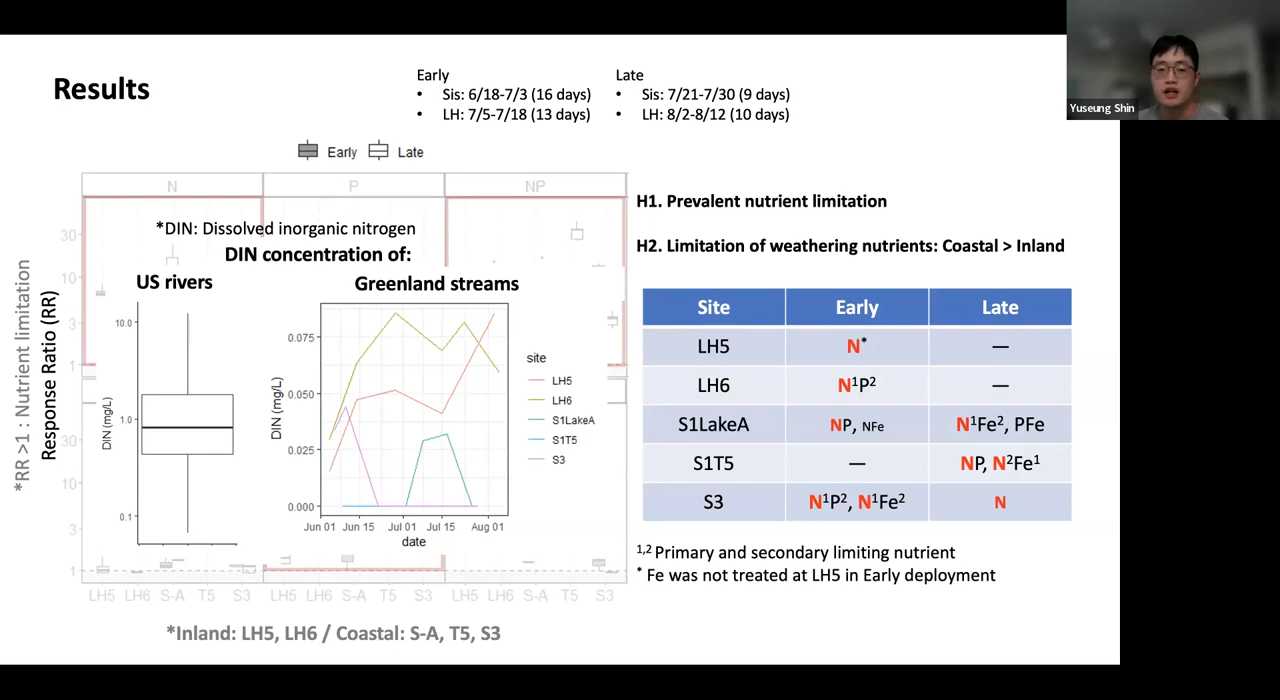 Yuseung Shin
Results
Early
• Sis: 6/18-7/3 (16 days)
• LH: 7/5-7/18 (13 days)
Late
• Sis: 7/21-7/30 (9 days)
• LH: 8/2-8/12 (10 days)
Early Late
N P NP
*RR >1 : Nutrient limitation
Response Ratio (RR)
30
10
3
1
30
10
3
1
*DIN: Dissolved inorganic nitrogen
DIN concentration of:
US rivers
DIN (mg/L)
10.0
1.0
0.1
Greenland streams
DIN (mg/L)
0.075
0.050
0.025
0.000
Jun 01 Jun 15 Jul 01 Jul 15 Aug 01
date
site
LH5
LH6
S1LakeA
S1T5
S3
LH5 LH6 S-A T5 S3 LH5 LH6 S-A T5 S3 LH5 LH6 S-A T5 S3
*Inland: LH5, LH6 / Coastal: S-A, T5, S3
H1. Prevalent nutrient limitation
H2. Limitation of weathering nutrients: Coastal > Inland
Site Early Late
LH5 N* —
LH6 N¹P² —
S1LakeA NP, NFe N¹Fe², PFe
S1T5 — NP, N²Fe¹
S3 N¹P², N¹Fe² N
1,2 Primary and secondary limiting nutrient
* Fe was not treated at LH5 in Early deployment